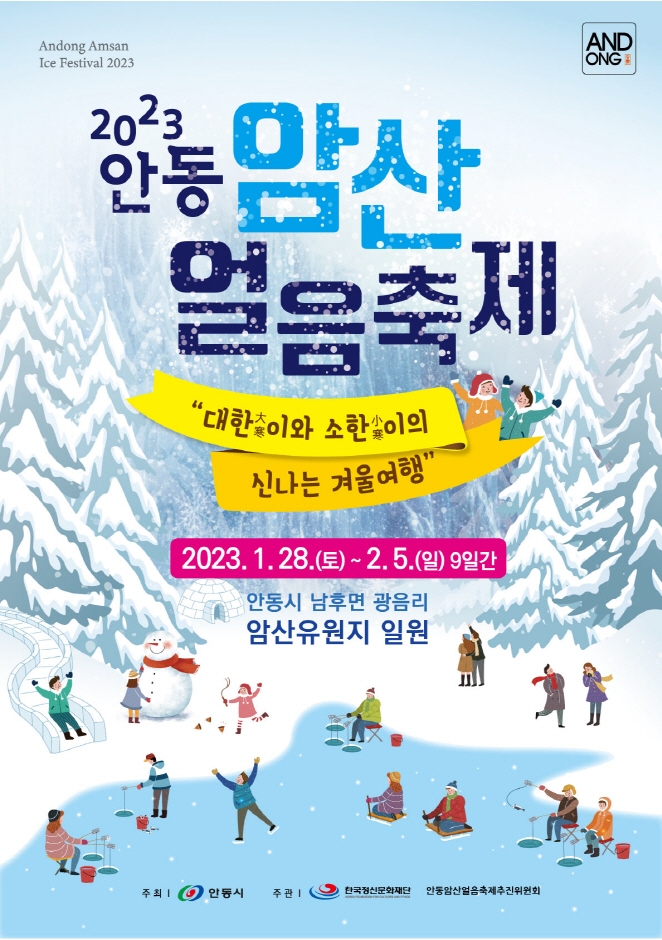 Andong Amsan
Ice Festival 2023
AND
ONG
2023
안동 암산
얼음축제
“대한大寒이와 소한小寒이의
신나는 겨울여행”
2023. 1. 28.(토) ~ 2. 5.(일) 9일간
안동시 남후면 광음리
암산유원지 일원
주최 | 안동시 주관 | 한국정신문화재단 안동암산얼음축제추진위원회